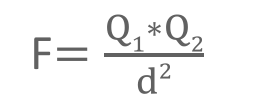 F= Q₁*Q₂ / d²